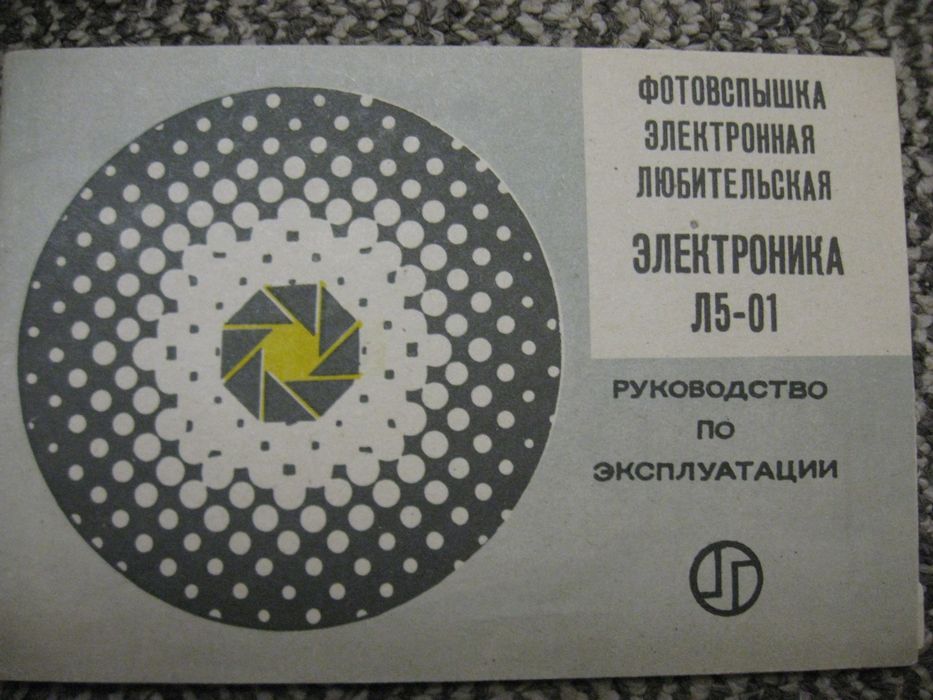 ФОТОВСПЫШКА
ЭЛЕКТРОННАЯ
ЛЮБИТЕЛЬСКАЯ
ЭЛЕКТРОНИКА
Л5-01
РУКОВОДСТВО
ПО
ЭКСПЛУАТАЦИИ